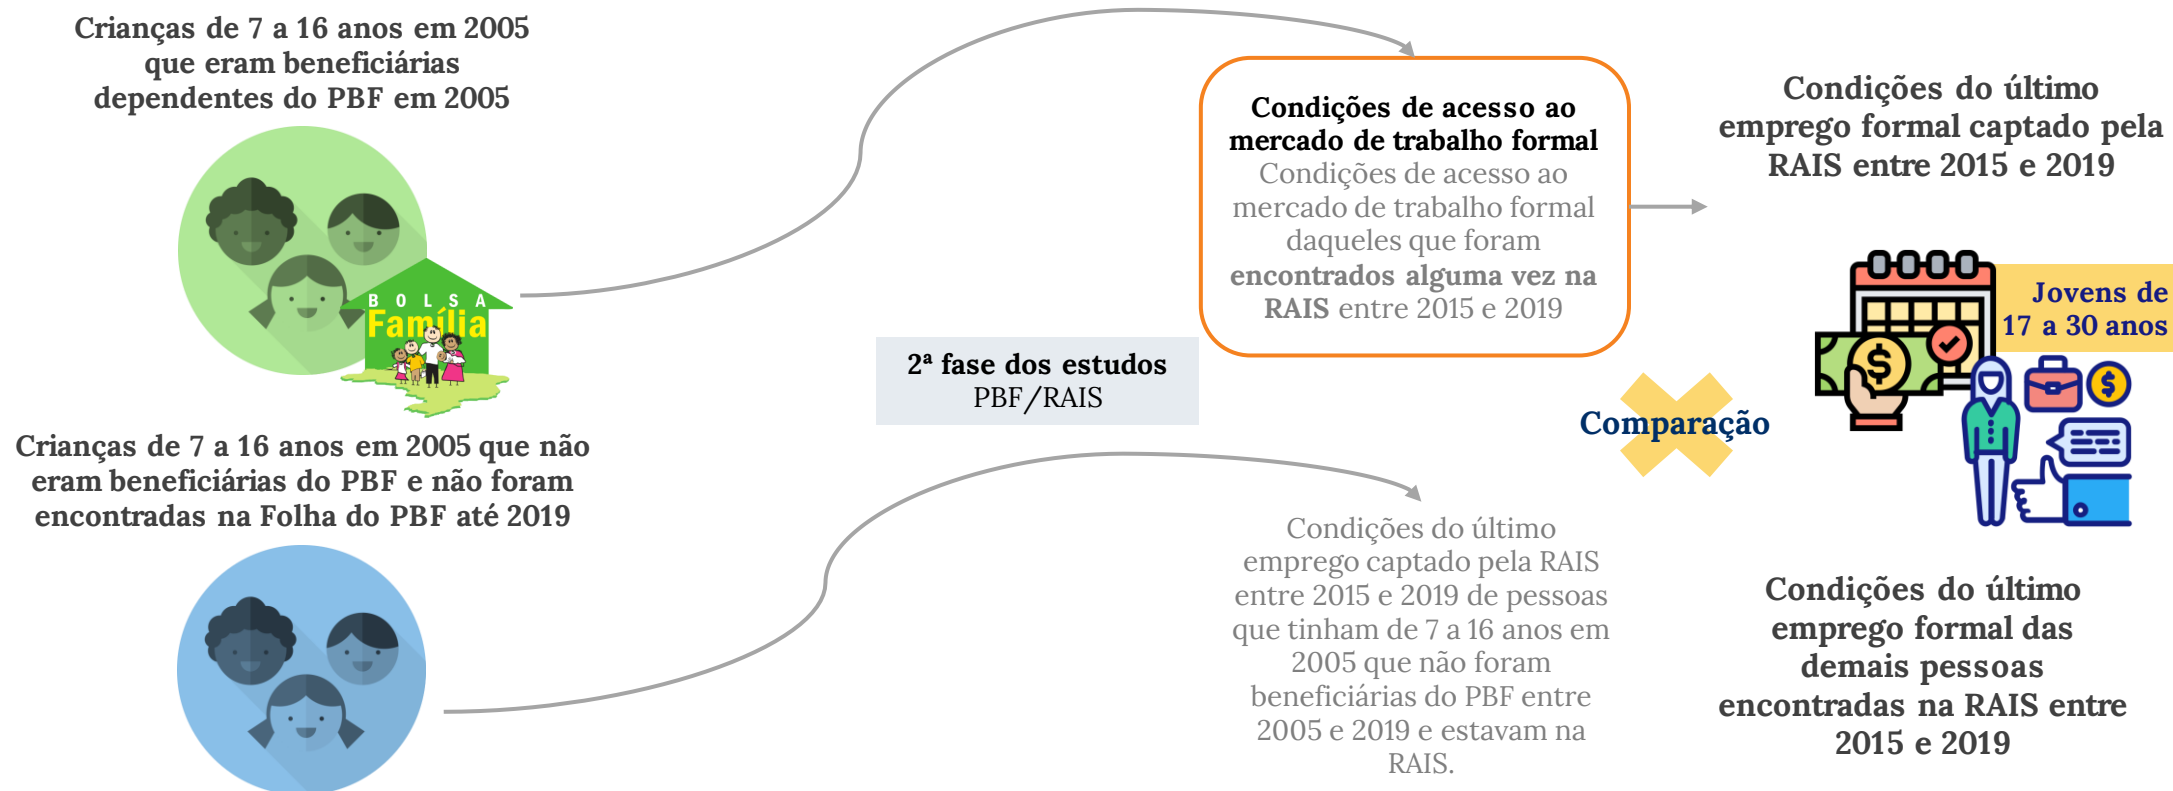 Crianças de 7 a 16 anos em 2005
que eram beneficiárias
dependentes do PBF em 2005
BOLSA
Família
Crianças de 7 a 16 anos em 2005 que não
eram beneficiárias do PBF e não foram
encontradas na Folha do PBF até 2019
2ª fase dos estudos
PBF/RAIS
Condições de acesso ao
mercado de trabalho formal
Condições de acesso ao
mercado de trabalho formal
daqueles que foram
encontrados alguma vez na
RAIS entre 2015 e 2019
Condições do último
emprego captado pela RAIS
entre 2015 e 2019 de pessoas
que tinham de 7 a 16 anos em
2005 que não foram
beneficiárias do PBF entre
2005 e 2019 e estavam na
RAIS.
Condições do último
emprego formal captado pela
RAIS entre 2015 e 2019
Jovens de
17 a 30 anos
$
$
Comparação
Condições do último
emprego formal das
demais pessoas
encontradas na RAIS entre
2015 e 2019